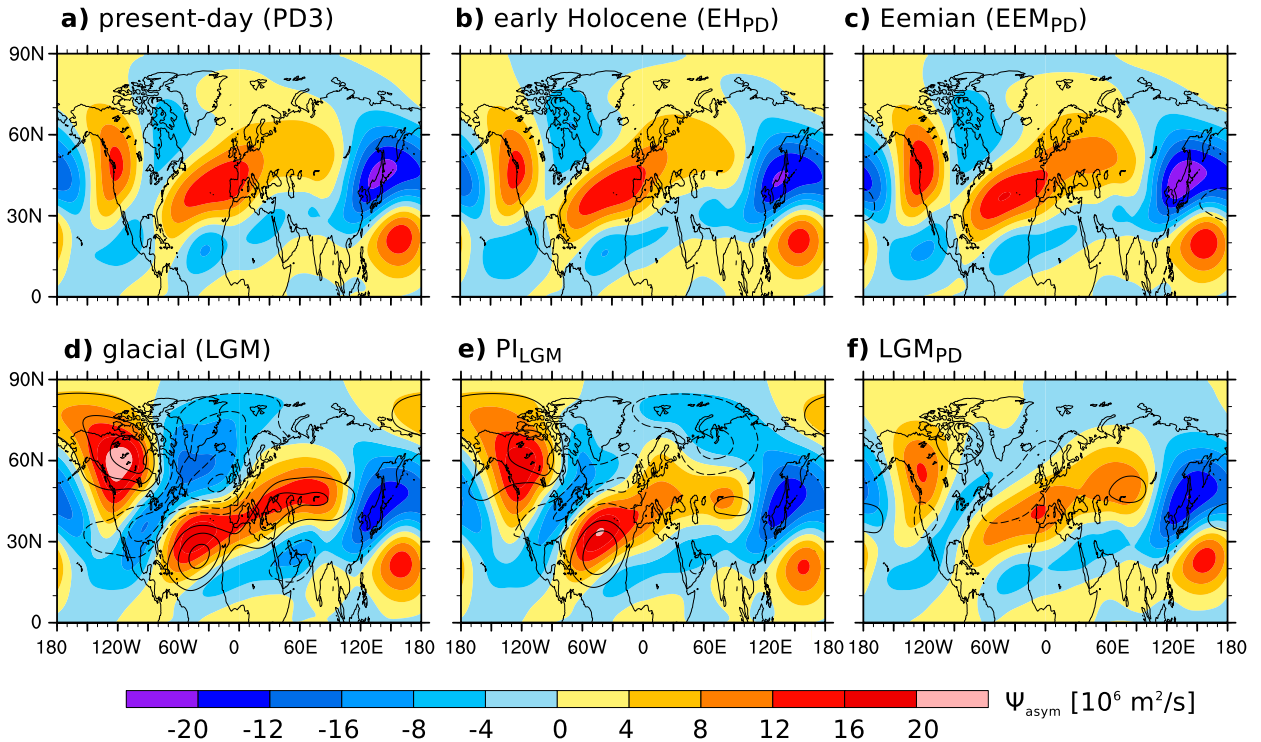 a) present-day (PD3)
b) early Holocene (EHPD)
c) Eemian (EEMPD)
90N
60N
30N
0
d) glacial (LGM)
e) PILGM
f) LGMPD
90N
60N
30N
0
180 120W 60W 0 60E 120E 180 120W 60W 0 60E 120E 180 120W 60W 0 60E 120E 180
-20 -12 -16 -8 -4 0 4 8 12 16 20
Ψasym [10⁶ m²/s]